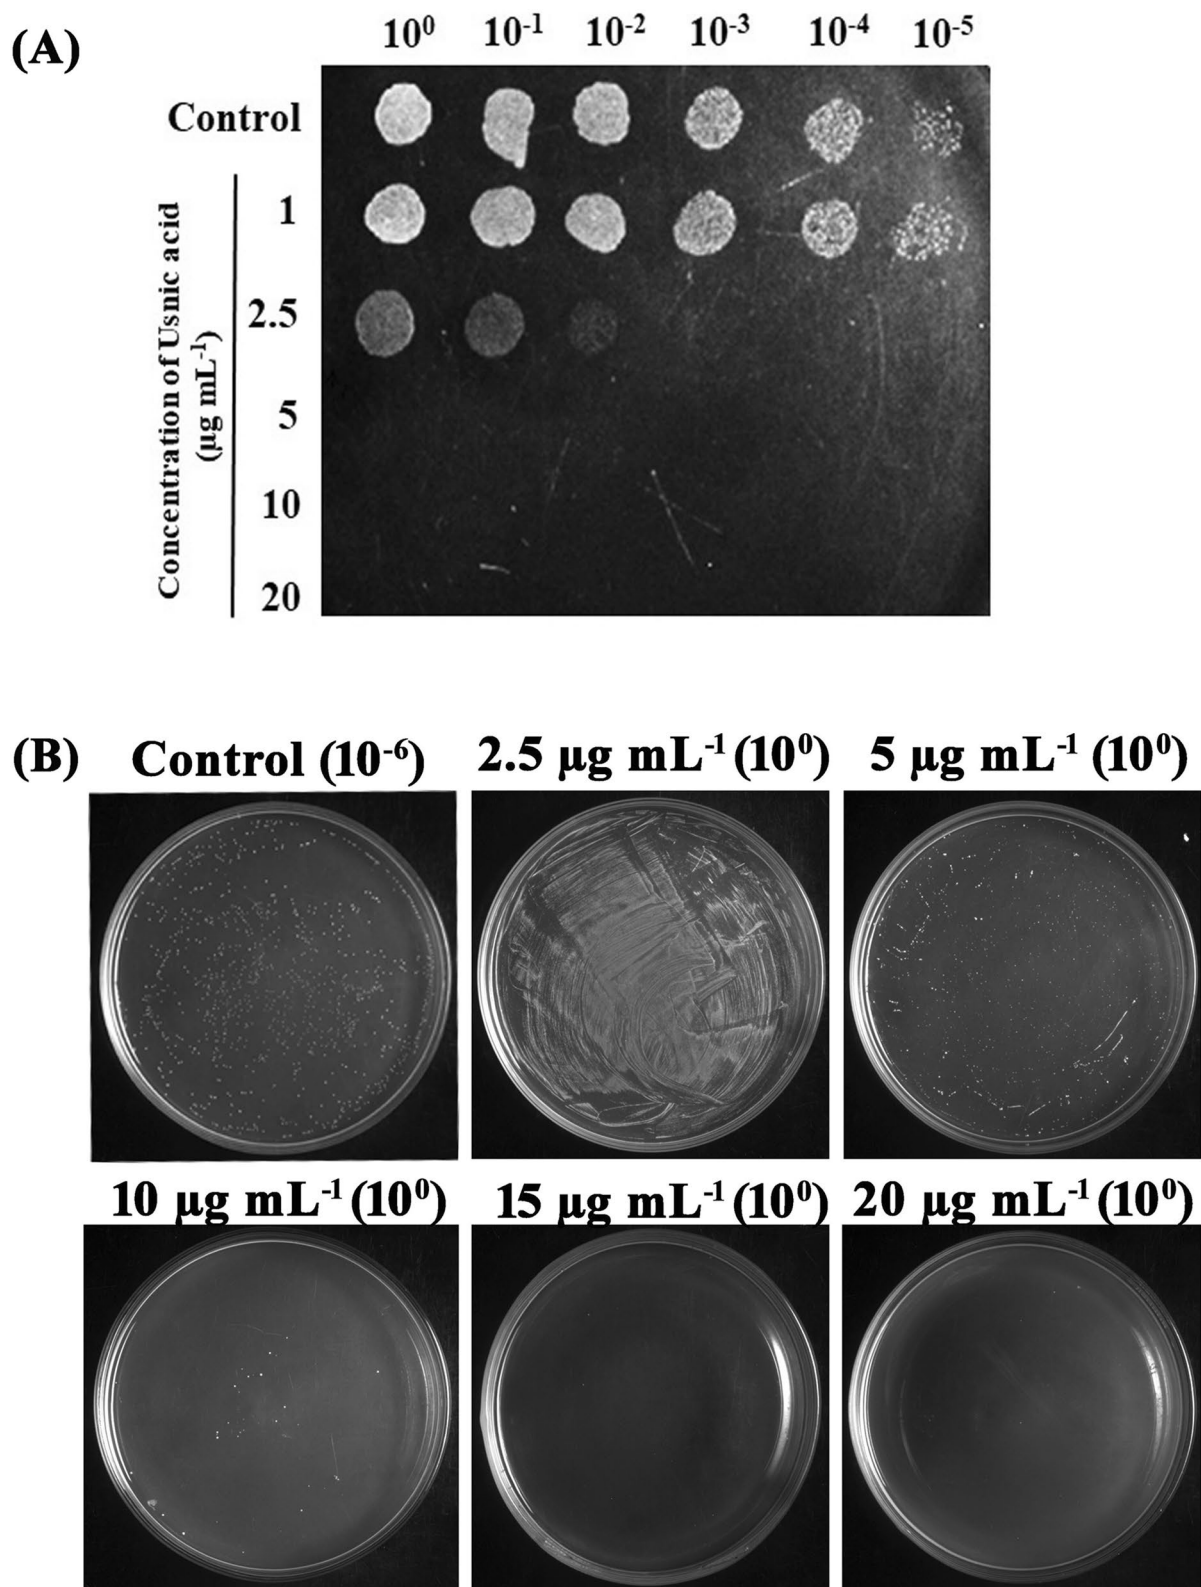 (A)
10⁰ 10⁻¹ 10⁻² 10⁻³ 10⁻⁴ 10⁻⁵
Control
Concentration of Usnic acid
(µg mL⁻¹)
1
2.5
5
10
20
(B)
Control (10⁻⁶) 2.5 µg mL⁻¹ (10⁰) 5 µg mL⁻¹ (10⁰)
10 µg mL⁻¹ (10⁰) 15 µg mL⁻¹ (10⁰) 20 µg mL⁻¹ (10⁰)